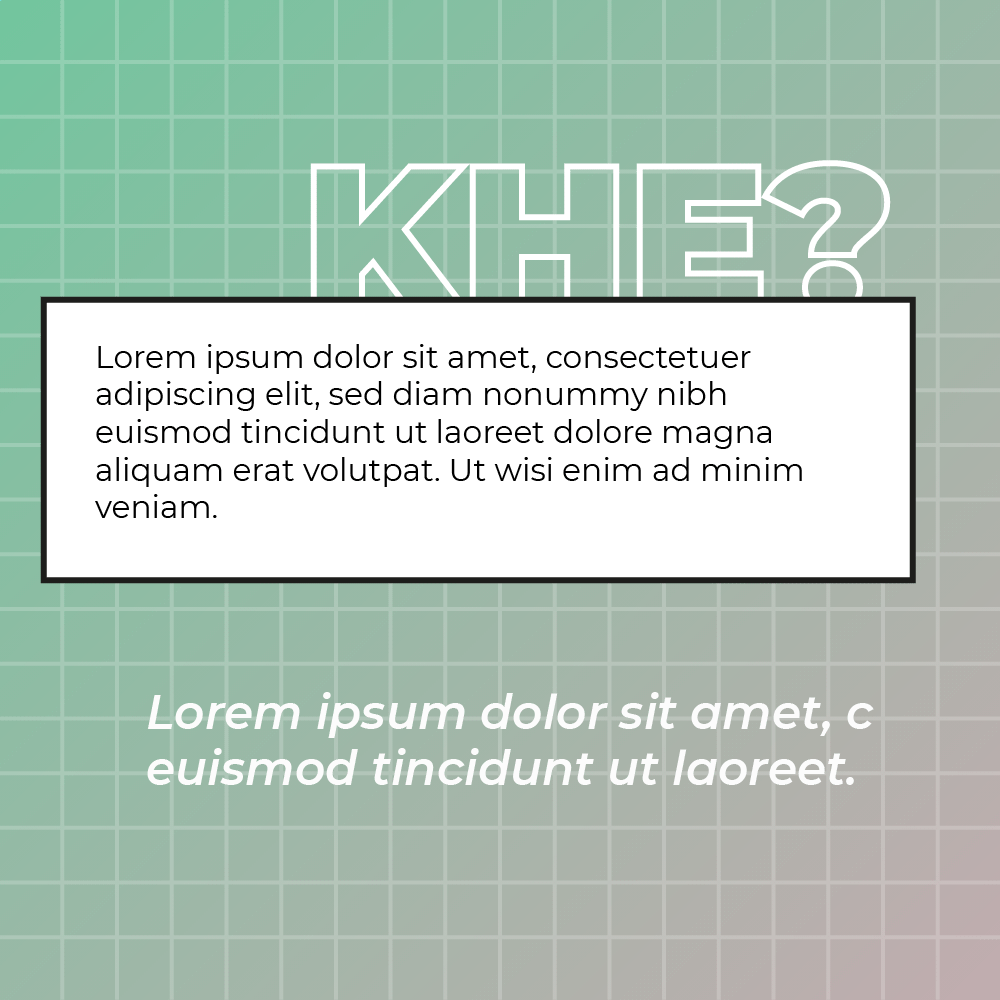 KHE?
Lorem ipsum dolor sit amet, consectetuer
adipiscing elit, sed diam nonummy nibh
euismod tincidunt ut laoreet dolore magna
aliquam erat volutpat. Ut wisi enim ad minim
veniam.
Lorem ipsum dolor sit amet, c
euismod tincidunt ut laoreet.